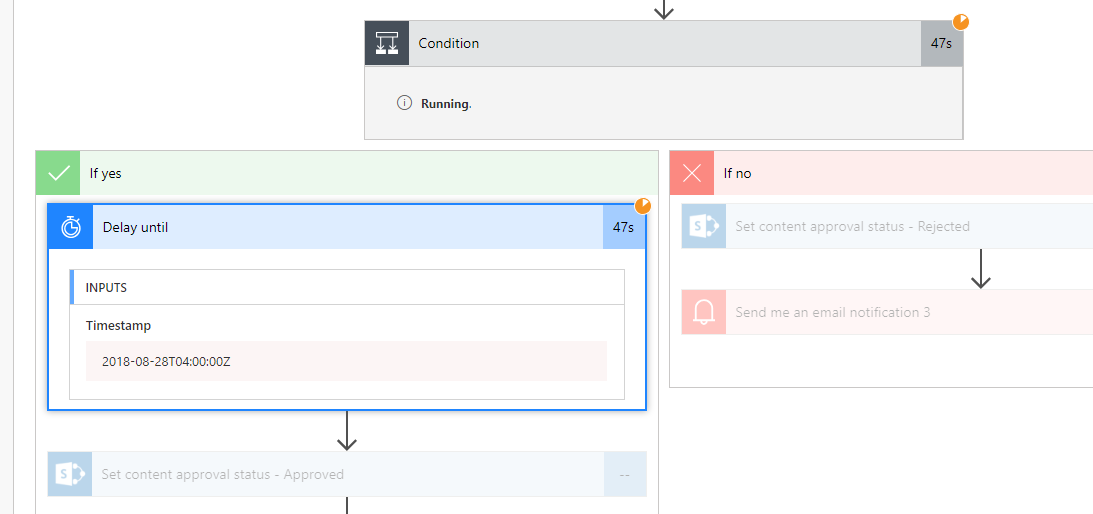 Condition
47s
Running.
If yes
If no
Delay until
47s
Set content approval status - Rejected
INPUTS
Send me an email notification 3
Timestamp
2018-08-28T04:00:00Z
Set content approval status - Approved
--